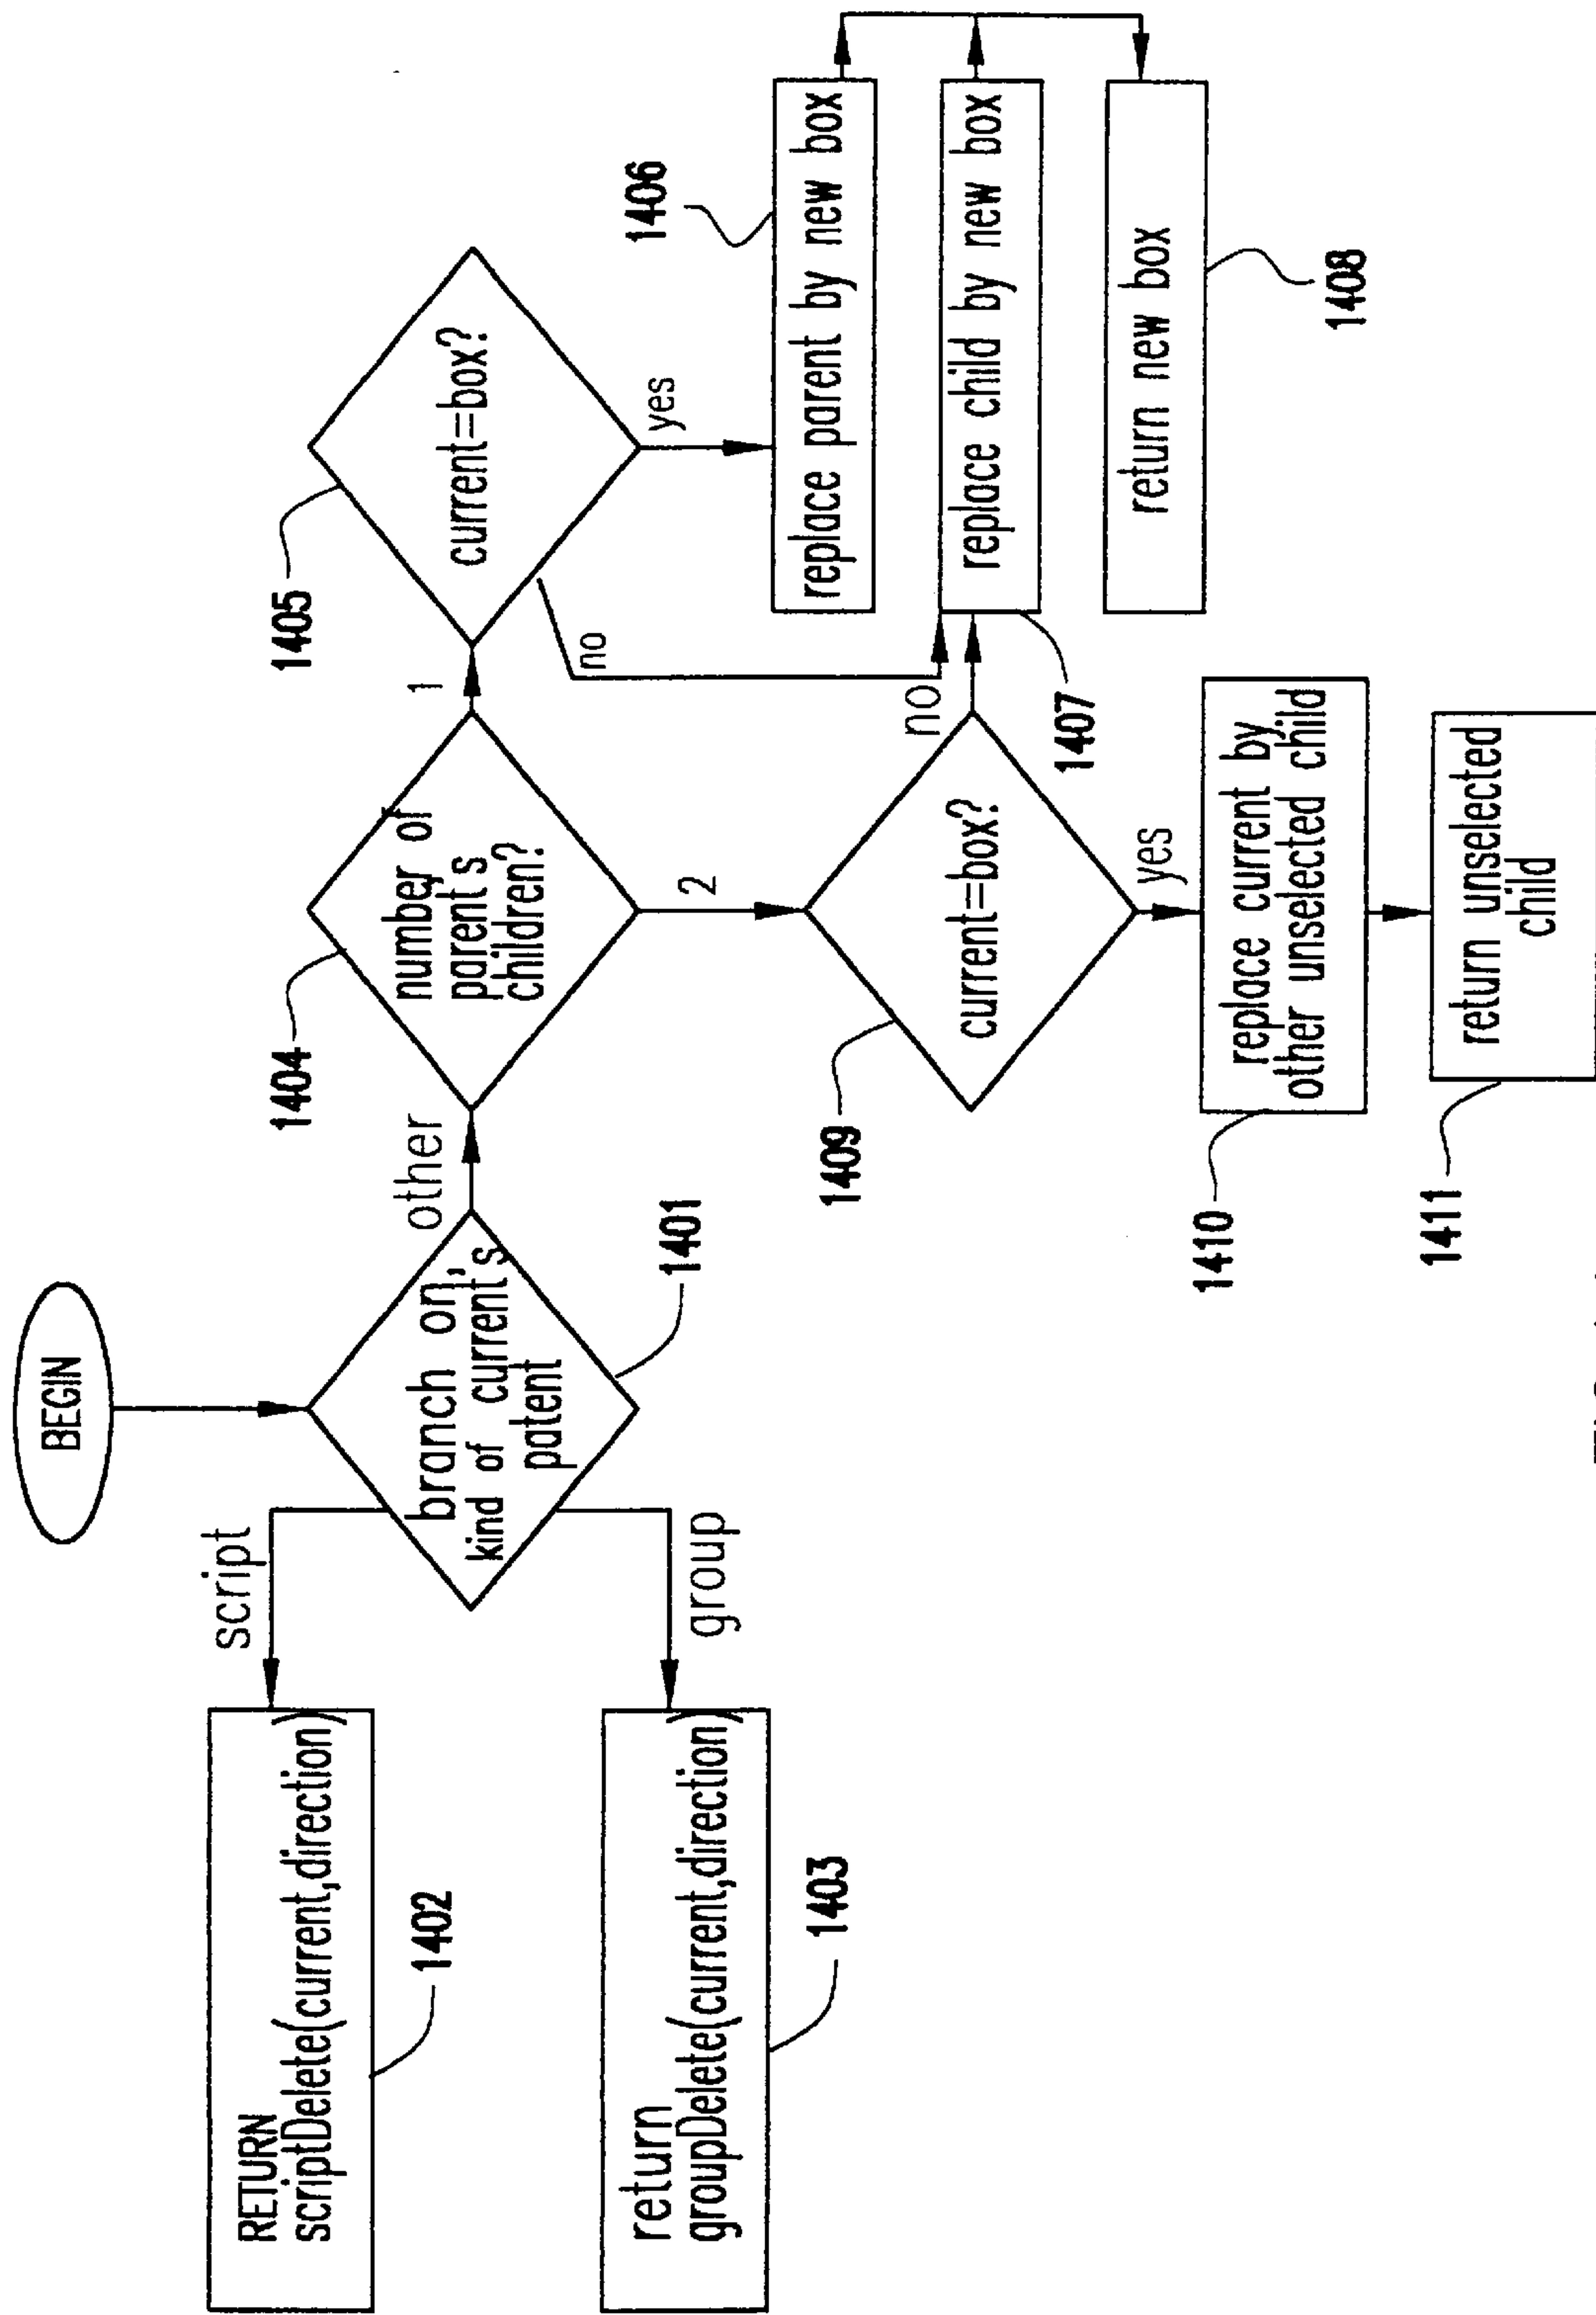 BEGIN
branch on
kind of current's
patent
1401
script
RETURN
scriptDelete(current,direction)
1402
group
return
groupDelete(current,direction)
1403
other
number of
parent's
children?
1404
1
current=box?
1405
yes
no
replace parent by new box
1406
replace child by new box
1407
return new box
1408
2
current=box?
1409
no
yes
replace current by
other unselected child
1410
return unselected
child
1411